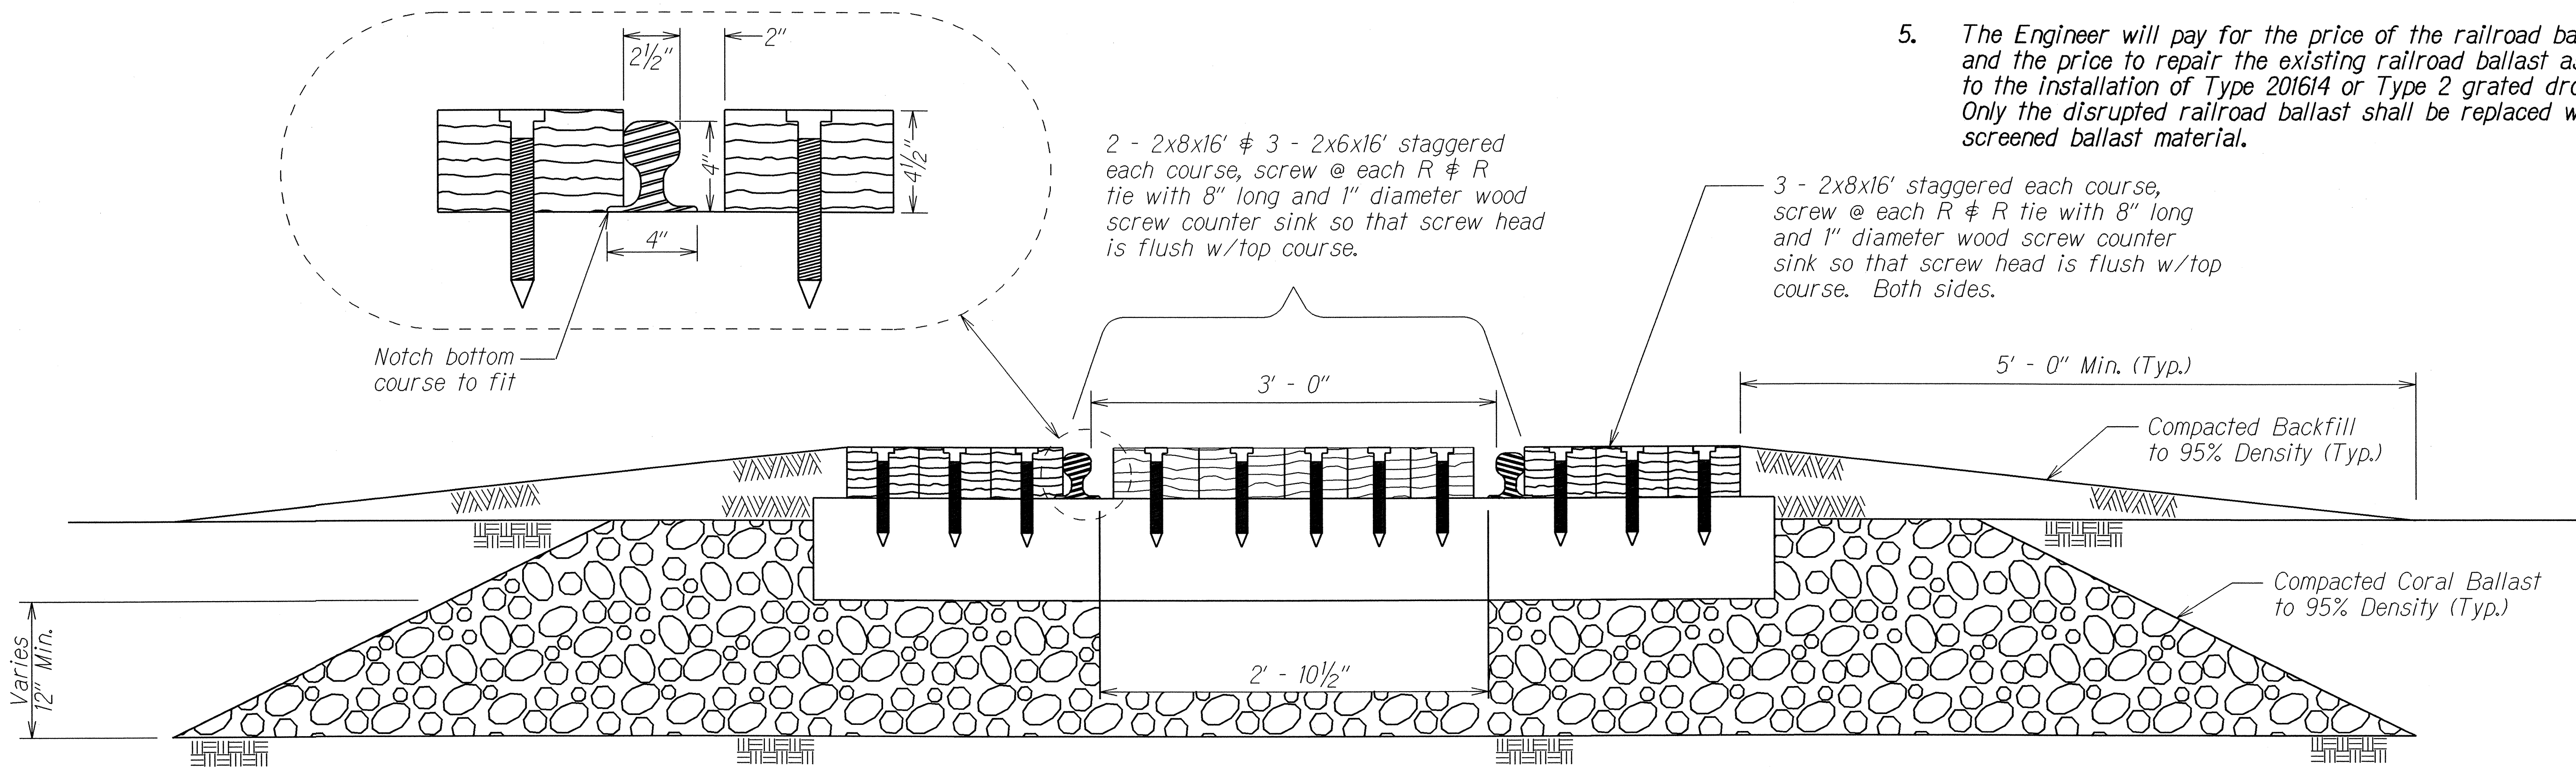 5. The Engineer will pay for the price of the railroad
and the price to repair the existing railroad ballast
to the installation of Type 201614 or Type 2 grated
Only the disrupted railroad ballast shall be replaced
screened ballast material.
2½"
2"
4"
4½"
4"
Notch bottom
course to fit
2 - 2x8x16' & 3 - 2x6x16' staggered
each course, screw @ each R & R
tie with 8" long and 1" diameter wood
screw counter sink so that screw head
is flush w/top course.
3 - 2x8x16' staggered each course,
screw @ each R & R tie with 8" long
and 1" diameter wood screw counter
sink so that screw head is flush w/top
course. Both sides.
3' - 0"
5' - 0" Min. (Typ.)
Compacted Backfill
to 95% Density (Typ.)
Compacted Coral Ballast
to 95% Density (Typ.)
Varies
12" Min.
2' - 10½"